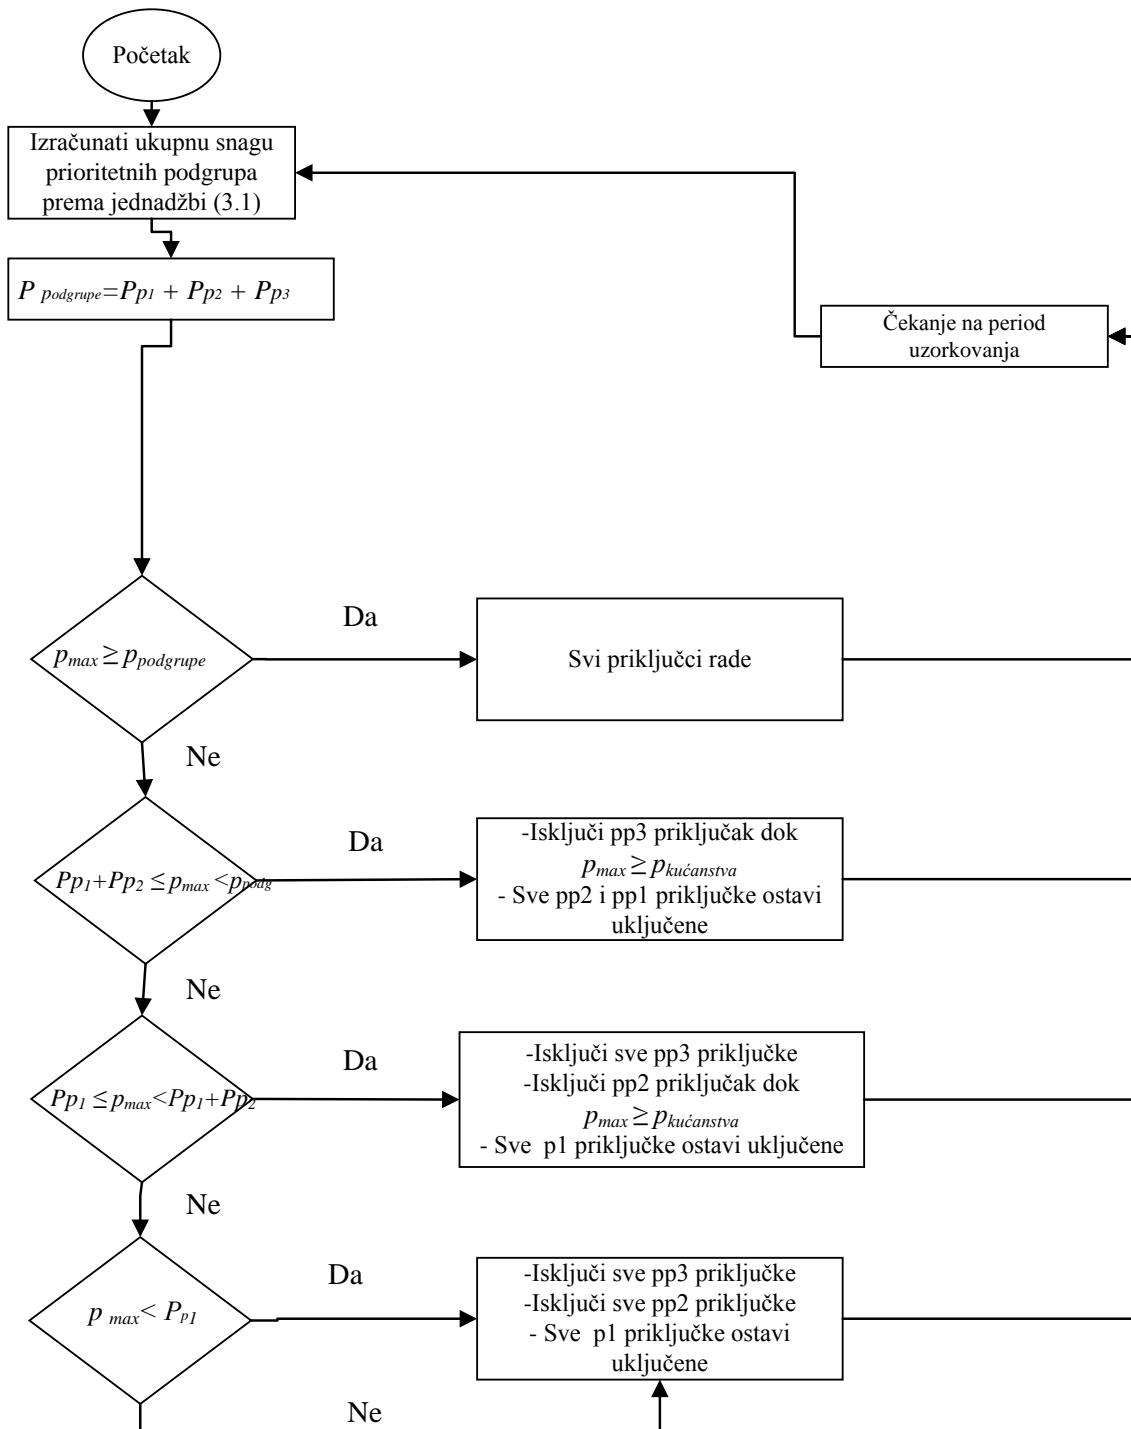 Početak
Izračunati ukupnu snagu
prioritetnih podgrupa
prema jednadžbi (3.1)
P podgrupe=Pp1 + Pp2 + Pp3
Čekanje na period
uzorkovanja
pmax ≥ ppodgrupe
Da
Svi priključci rade
Ne
Pp1+Pp2 ≤ pmax <ppodg
Da
-Isključi pp3 priključak dok
pmax ≥ pkućanstva
- Sve pp2 i pp1 priključke ostavi
uključene
Ne
Pp1 ≤ pmax<Pp1+Pp2
Da
-Isključi sve pp3 priključke
-Isključi pp2 priključak dok
pmax ≥ pkućanstva
- Sve p1 priključke ostavi uključene
Ne
p max< Pp1
Da
-Isključi sve pp3 priključke
-Isključi sve pp2 priključke
- Sve p1 priključke ostavi
uključene
Ne